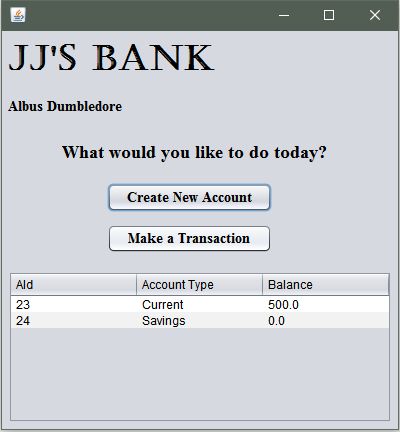 JJ'S BANK
Albus Dumbledore
What would you like to do today?
Create New Account
Make a Transaction
AId Account Type Balance
23 Current 500.0
24 Savings 0.0